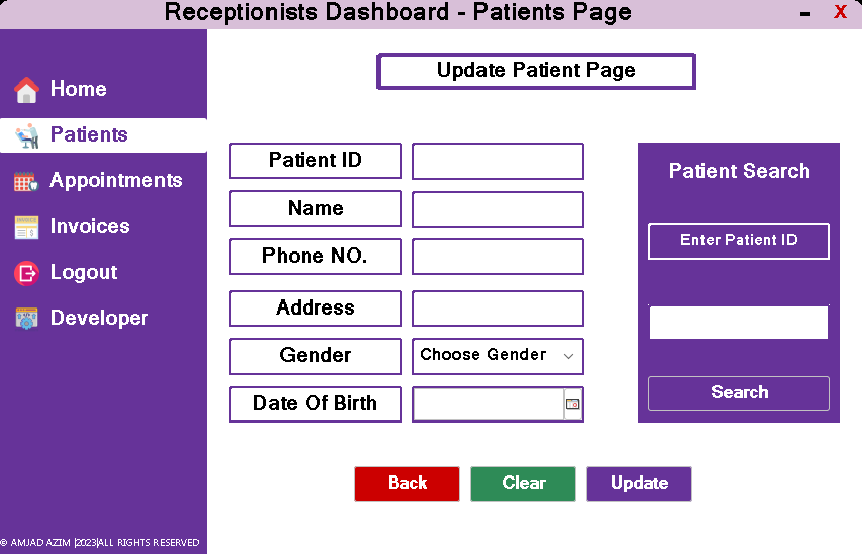 Receptionists Dashboard - Patients Page
- X
Update Patient Page
Home
Patients
Appointments
Invoices
Logout
Developer
Patient ID
Name
Phone NO.
Address
Gender
Choose Gender
Date Of Birth
Patient Search
Enter Patient ID
Search
Back
Clear
Update
© AMJAD AZIM |2023|ALL RIGHTS RESERVED